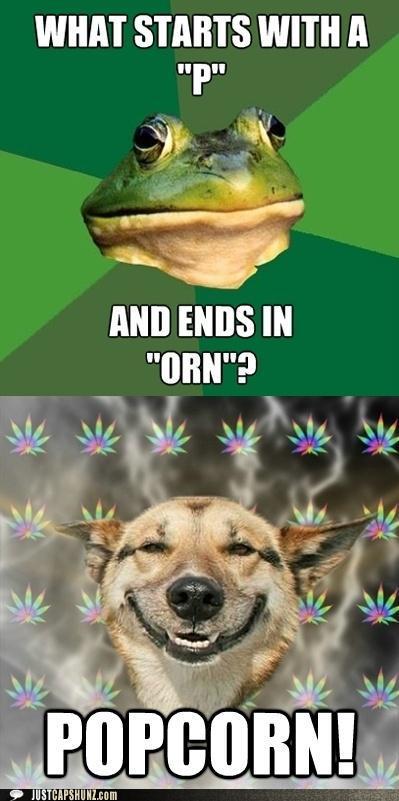 WHAT STARTS WITH A
"P"
AND ENDS IN
"ORN"?
POPCORN!
JUSTCAPSHUNZ.COM